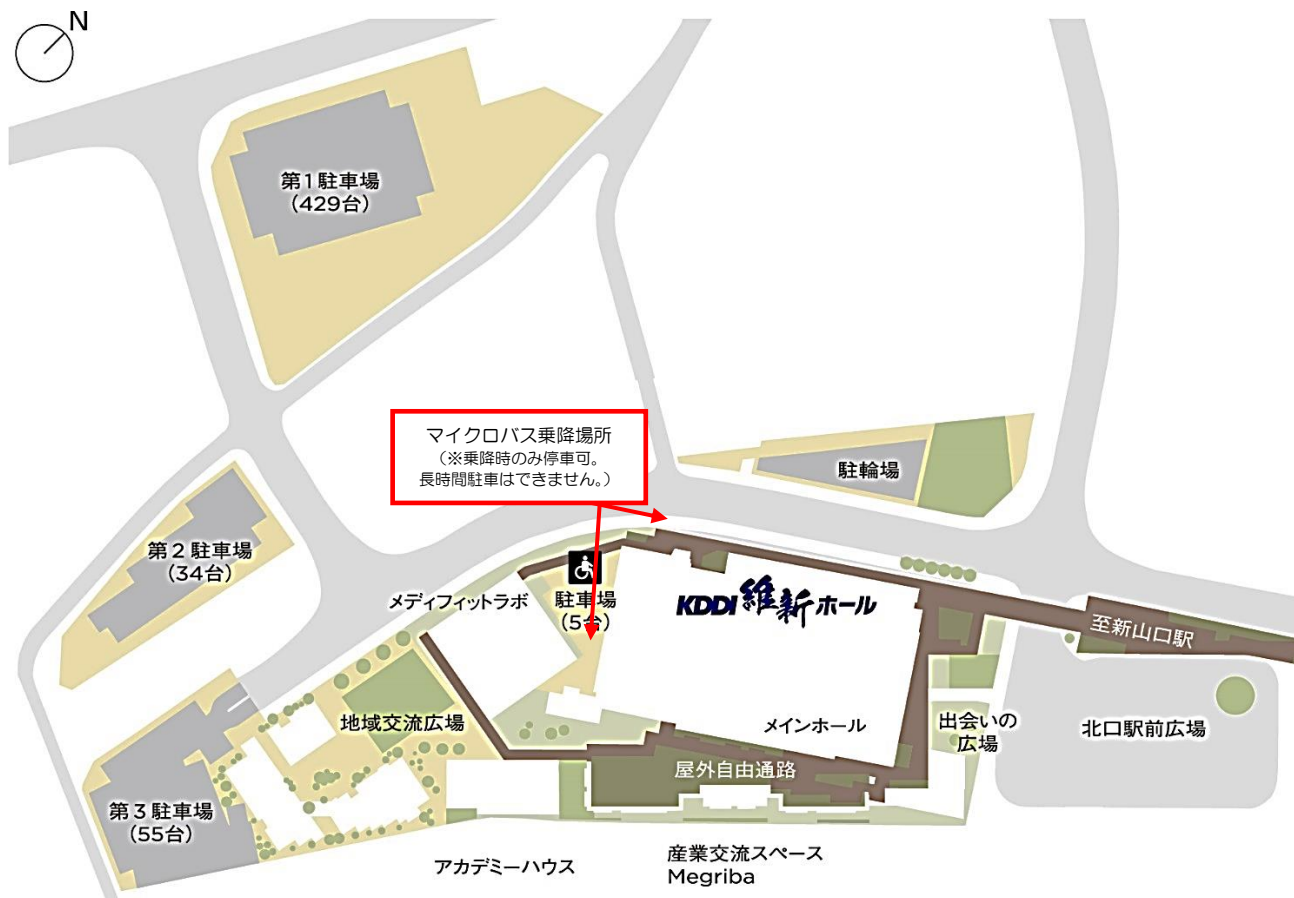 N
第1駐車場
(429台)
マイクロバス乗降場所
(※乗降時のみ停車可。
長時間駐車はできません。)
駐輪場
第2駐車場
(34台)
メディフィットラボ
駐車場
(5台)
KDDI維新ホール
至新山口駅
地域交流広場
メインホール
出会いの
広場
北口駅前広場
屋外自由通路
第3駐車場
(55台)
アカデミーハウス
産業交流スペース
Megriba